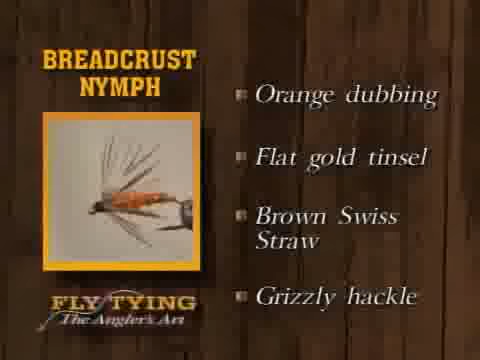 BREADCRUST
NYMPH
Orange dubbing
Flat gold tinsel
Brown Swiss
Straw
Grizzly hackle
FLY TYING
The Angler's Art